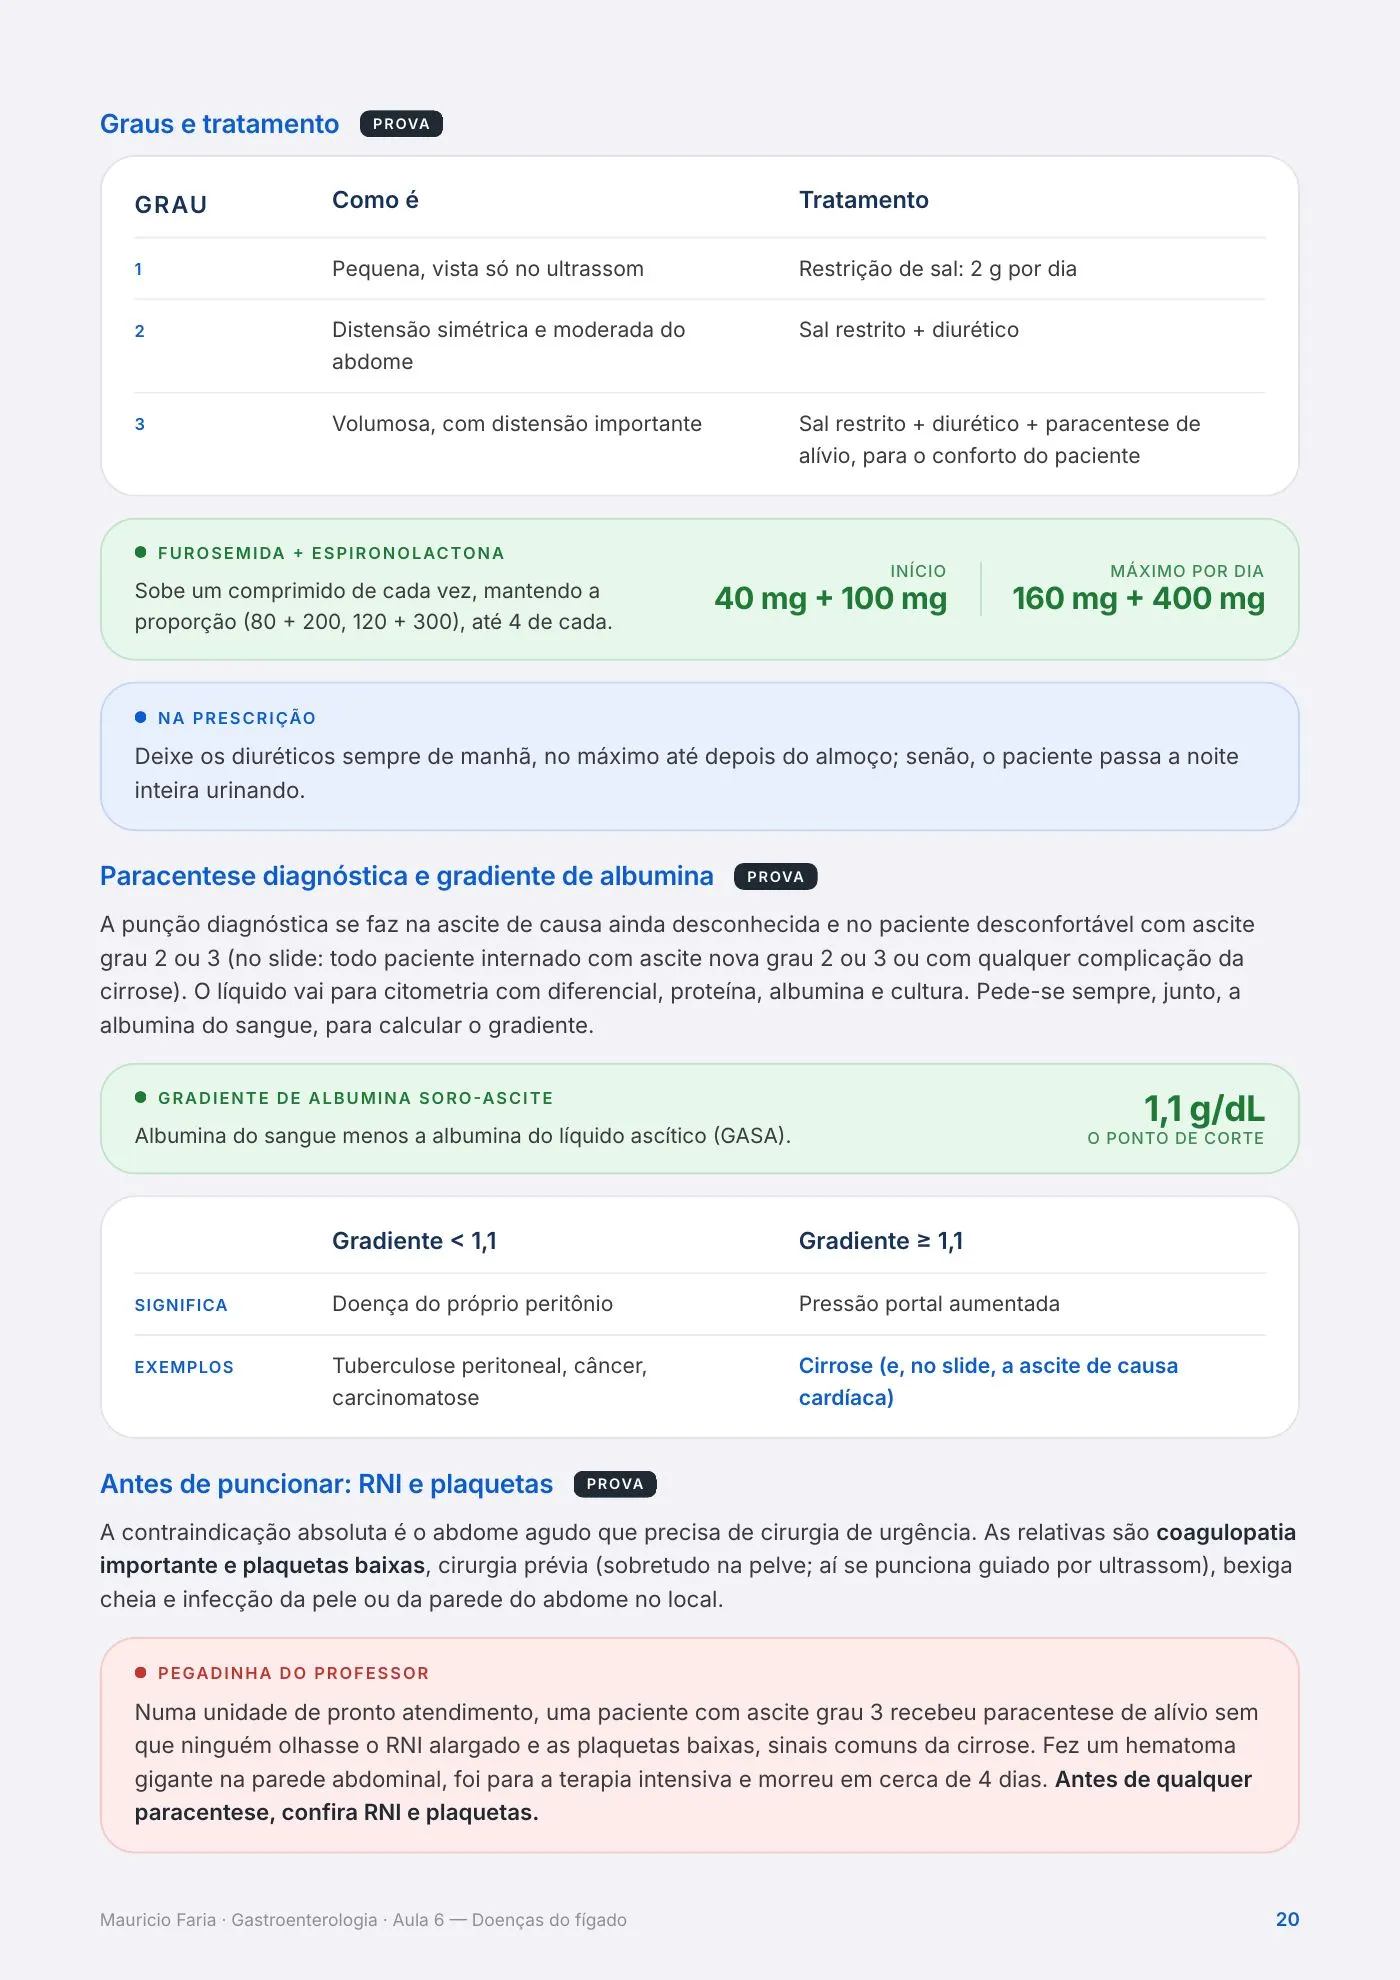 Graus e tratamento PROVA
GRAU Como é Tratamento
1 Pequena, vista só no ultrassom Restrição de sal: 2 g por dia
2 Distensão simétrica e moderada do Sal restrito + diurético
abdome
3 Volumosa, com distensão importante Sal restrito + diurético + paracentese de
alívio, para o conforto do paciente
FUROSEMIDA + ESPIRONOLACTONA
Sobe um comprimido de cada vez, mantendo a
proporção (80 + 200, 120 + 300), até 4 de cada.
INÍCIO
40 mg + 100 mg
MÁXIMO POR DIA
160 mg + 400 mg
NA PRESCRIÇÃO
Deixe os diuréticos sempre de manhã, no máximo até depois do almoço; senão, o paciente passa a noite
inteira urinando.
Paracentese diagnóstica e gradiente de albumina PROVA
A punção diagnóstica se faz na ascite de causa ainda desconhecida e no paciente desconfortável com ascite
grau 2 ou 3 (no slide: todo paciente internado com ascite nova grau 2 ou 3 ou com qualquer complicação da
cirrose). O líquido vai para citometria com diferencial, proteína, albumina e cultura. Pede-se sempre, junto, a
albumina do sangue, para calcular o gradiente.
GRADIENTE DE ALBUMINA SORO-ASCITE
Albumina do sangue menos a albumina do líquido ascítico (GASA).
1,1 g/dL
O PONTO DE CORTE
Gradiente < 1,1 Gradiente ≥ 1,1
SIGNIFICA Doença do próprio peritônio Pressão portal aumentada
EXEMPLOS Tuberculose peritoneal, câncer, Cirrose (e, no slide, a ascite de causa
carcinomatose cardíaca)
Antes de puncionar: RNI e plaquetas PROVA
A contraindicação absoluta é o abdome agudo que precisa de cirurgia de urgência. As relativas são coagulopatia
importante e plaquetas baixas, cirurgia prévia (sobretudo na pelve; aí se punciona guiado por ultrassom), bexiga
cheia e infecção da pele ou da parede do abdome no local.
PEGADINHA DO PROFESSOR
Numa unidade de pronto atendimento, uma paciente com ascite grau 3 recebeu paracentese de alívio sem
que ninguém olhasse o RNI alargado e as plaquetas baixas, sinais comuns da cirrose. Fez um hematoma
gigante na parede abdominal, foi para a terapia intensiva e morreu em cerca de 4 dias. Antes de qualquer
paracentese, confira RNI e plaquetas.
Mauricio Faria · Gastroenterologia · Aula 6 — Doenças do fígado 20